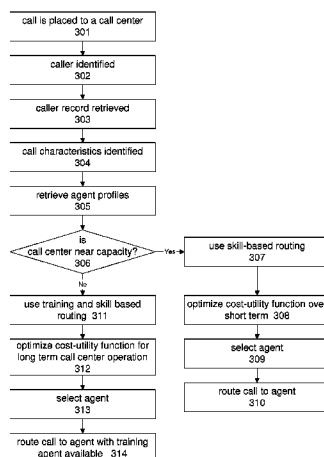 call is placed to a call center
301
caller identified
302
caller record retrieved
303
call characteristics identified
304
retrieve agent profiles
305
is
call center near capacity?
306
Yes
No
use skill-based routing
307
optimize cost-utility function over
short term 308
select agent
309
route call to agent
310
use training and skill based
routing 311
optimize cost-utility function for
long term call center operation
312
select agent
313
route call to agent with training
agent available 314